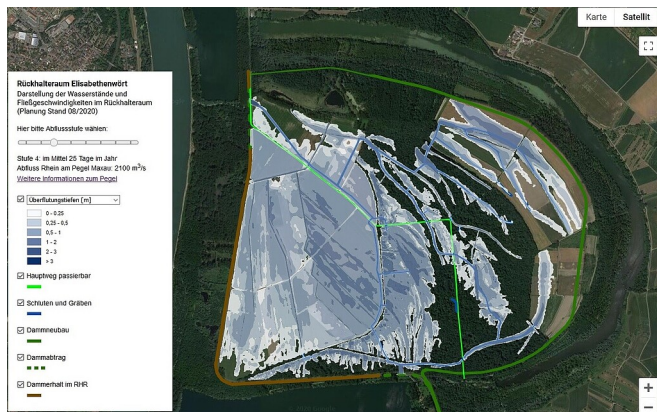 Karte Satellit
Rückhalteraum Elisabethenwört
Darstellung der Wasserstände und
Fließgeschwindigkeiten im Rückhalteraum
(Planung Stand 08/2020)
Hier bitte Abflussstufe wählen:
Stufe 4: im Mittel 25 Tage im Jahr
Abfluss Rhein am Pegel Maxau: 2100 m³/s
Weitere Informationen zum Pegel
Überflutungstiefen [m]
0 - 0.25
0,25 - 0,5
0,5 - 1
1 - 2
2 - 3
> 3
Hauptweg passierbar
Schluten und Gräben
Dammneubau
Dammabtrag
Dammerhalt im RHR